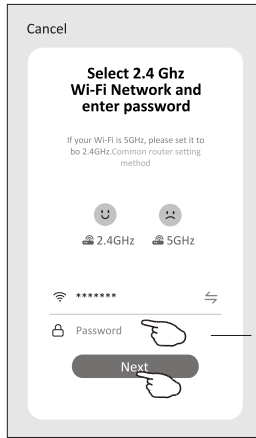 Cancel
Select 2.4 Ghz
Wi-Fi Network and
enter password
If your Wi-Fi is 5GHz, please set it to
bo 2.4GHz.Common router setting
method
2.4GHz 5GHz
*******
Password
Next